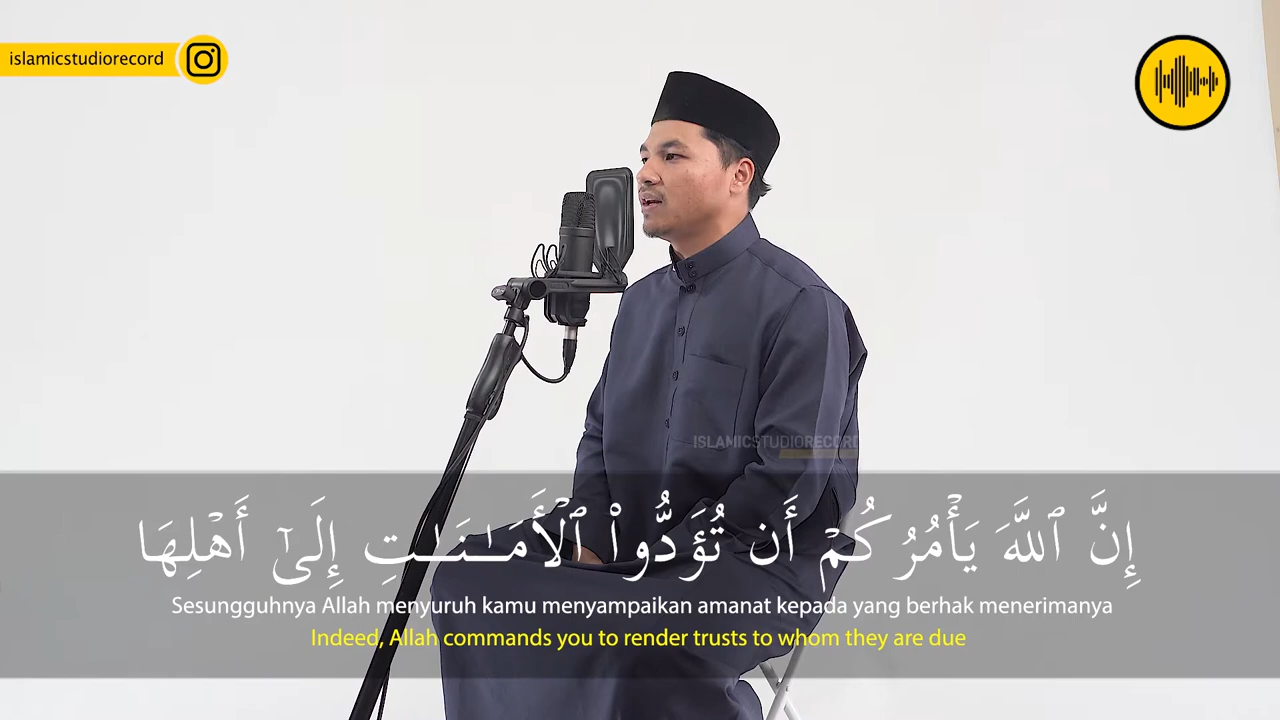 islamicstudiorecord
ISLAMICSTUDIORECORD
إِنَّ ٱللَّهَ يَأْمُرُكُمْ أَن تُؤَدُّوا۟ ٱلْأَمَـٰنَـٰتِ إِلَىٰٓ أَهْلِهَا
Sesungguhnya Allah menyuruh kamu menyampaikan amanat kepada yang berhak menerimanya
Indeed, Allah commands you to render trusts to whom they are due